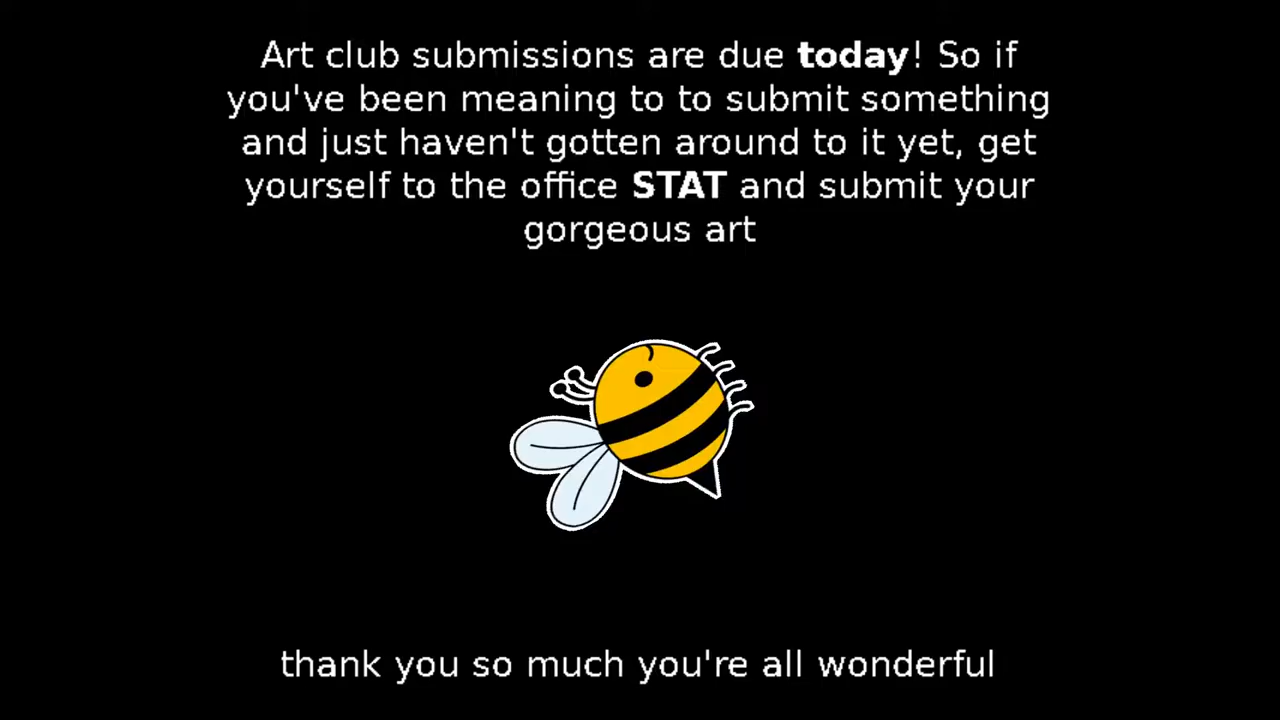 Art club submissions are due today! So if
you've been meaning to to submit something
and just haven't gotten around to it yet, get
yourself to the office STAT and submit your
gorgeous art
thank you so much you're all wonderful